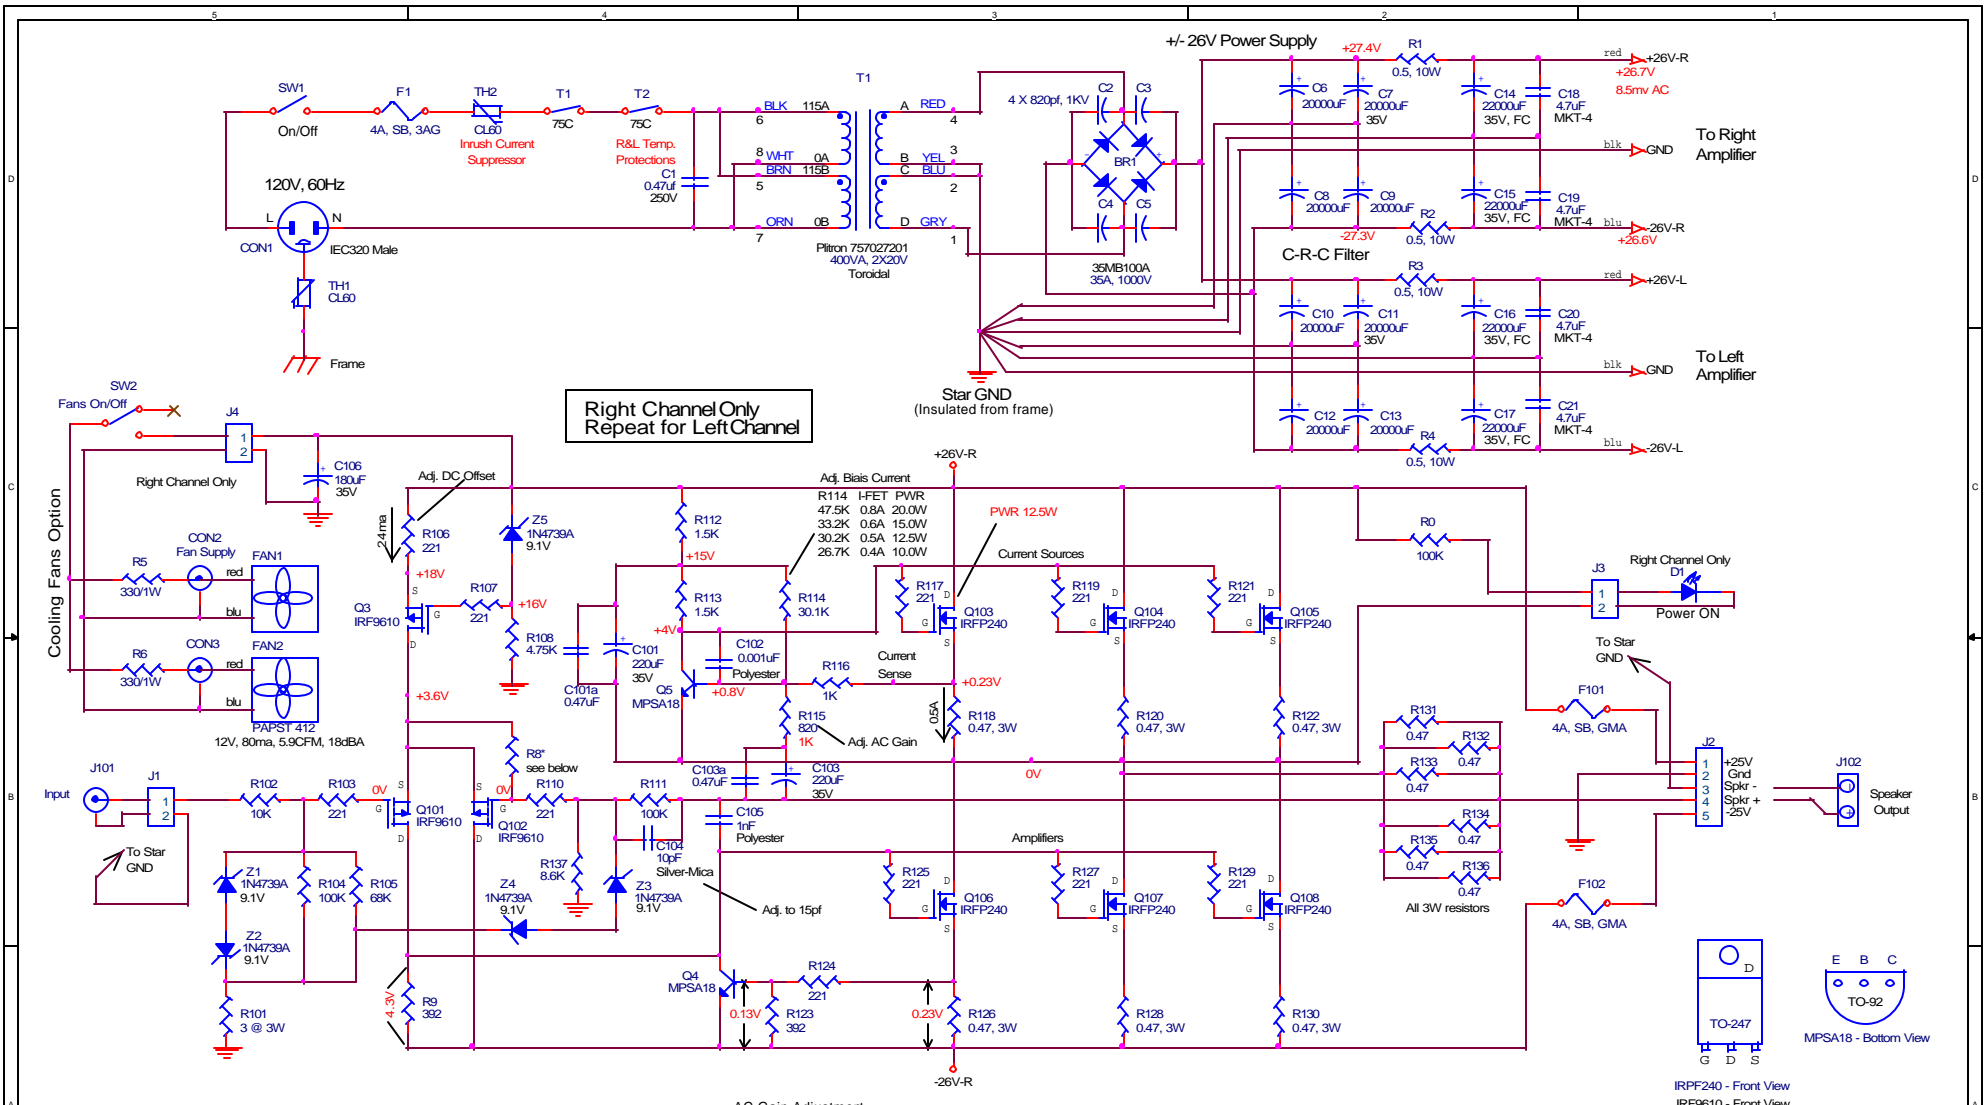 5 4 3 2 1
+/- 26V Power Supply
SW1
On/Off
F1
4A, SB, 3AG
TH2
CL60
Inrush Current
Suppressor
T1
75C
T2
75C
R&L Temp.
Protections
C1
0.47uf
250V
120V, 60Hz
L
N
CON1
IEC320 Male
TH1
CL60
Frame
T1
BLK 115A
6
8
WHT 0A
BRN 115B
5
ORN 0B
7
A RED
4
3
B YEL
C BLU
2
D GRY
1
Plitron 757027201
400VA, 2X20V
Toroidal
4 X 820pf, 1KV
C2
C3
BR1
C4
C5
35MB100A
35A, 1000V
+27.4V
R1
0.5, 10W
C6
20000uF
C7
20000uF
35V
C14
22000uF
35V, FC
C18
4.7uF
MKT-4
red
+26V-R
+26.7V
8.5mv AC
blk
GND
To Right
Amplifier
C8
20000uF
C9
20000uF
C15
22000uF
35V, FC
C19
4.7uF
MKT-4
R2
0.5, 10W
-27.3V
blu
-26V-R
+26.6V
C-R-C Filter
R3
0.5, 10W
red
+26V-L
C10
20000uF
C11
20000uF
35V
C16
22000uF
35V, FC
C20
4.7uF
MKT-4
blk
GND
To Left
Amplifier
C12
20000uF
C13
20000uF
C17
22000uF
35V, FC
C21
4.7uF
MKT-4
R4
0.5, 10W
blu
-26V-L
Star GND
(Insulated from frame)
Right Channel Only
Repeat for Left Channel
SW2
Fans On/Off
J4
1
2
Right Channel Only
C106
180uF
35V
Cooling Fans Option
CON2
Fan Supply
R5
330/1W
red
blu
FAN1
CON3
R6
330/1W
red
blu
FAN2
PAPST 412
12V, 80ma, 5.9CFM, 18dBA
Adj. DC Offset
24ma
R106
221
+18V
Z5
1N4739A
9.1V
R107
221
+16V
Q3
IRF9610
S
G
D
R108
4.75K
+3.6V
R8*
see below
R112
1.5K
+15V
R113
1.5K
+4V
Adj. Biais Current
R114 I-FET PWR
47.5K 0.8A 20.0W
33.2K 0.6A 15.0W
30.2K 0.5A 12.5W
26.7K 0.4A 10.0W
R114
30.1K
C101a
0.47uF
C101
220uF
35V
C102
0.001uF
Polyester
Q5
MPSA18
+0.8V
R116
1K
Current
Sense
R115
820
1K
Adj. AC Gain
+26V-R
PWR 12.5W
Current Sources
R117
221
Q103
IRFP240
D
G
S
R119
221
Q104
IRFP240
D
G
S
R121
221
Q105
IRFP240
D
G
S
+0.23V
0.5A
R118
0.47, 3W
R120
0.47, 3W
R122
0.47, 3W
0V
R0
100K
Right Channel Only
D1
Power ON
J3
1
2
To Star
GND
F101
4A, SB, GMA
R131
0.47
R132
0.47
R133
0.47
R134
0.47
R135
0.47
R136
0.47
All 3W resistors
F102
4A, SB, GMA
J2
1
2
3
4
5
+25V
Gnd
Spkr -
Spkr +
-25V
J102
Speaker
Output
J101
Input
J1
1
2
To Star
GND
R102
10K
R103
221
0V
Q101
IRF9610
S
G
D
Q102
IRF9610
S
G
D
0V
R110
221
R111
100K
C103a
0.47uF
C103
220uF
35V
C105
1nF
Polyester
C104
10pF
Silver-Mica
Adj. to 15pf
R137
8.6K
Z3
1N4739A
9.1V
Z4
1N4739A
9.1V
Z1
1N4739A
9.1V
Z2
1N4739A
9.1V
R104
100K
R105
68K
R101
3 @ 3W
4.3V
R9
392
Q4
MPSA18
0.13V
R123
392
R124
221
0.23V
Amplifiers
R125
221
Q106
IRFP240
D
G
S
R127
221
Q107
IRFP240
D
G
S
R129
221
Q108
IRFP240
D
G
S
R126
0.47, 3W
R128
0.47, 3W
R130
0.47, 3W
-26V-R
D
TO-247
G D S
IRPF240 - Front View
IRF9610 - Front View
E B C
TO-92
MPSA18 - Bottom View
AC Gain Adjustment
D
C
B
A
D
C
B
A